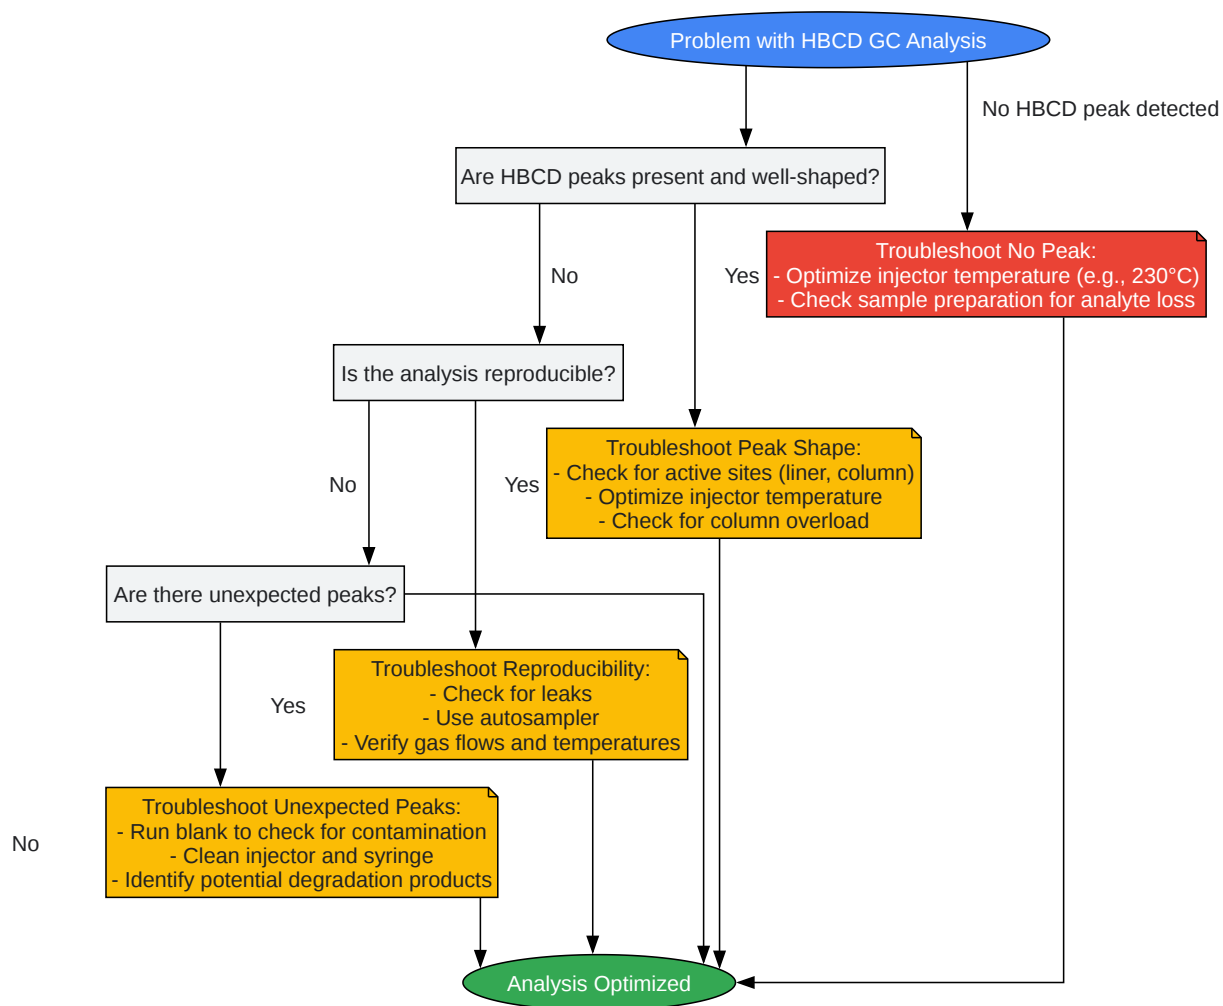 Problem with HBCD GC Analysis
No HBCD peak detected
Are HBCD peaks present and well-shaped?
Troubleshoot No Peak:
- Optimize injector temperature (e.g., 230°C)
- Check sample preparation for analyte loss
No
Yes
Is the analysis reproducible?
Troubleshoot Peak Shape:
- Check for active sites (liner, column)
- Optimize injector temperature
- Check for column overload
No
Yes
Are there unexpected peaks?
Troubleshoot Reproducibility:
- Check for leaks
- Use autosampler
- Verify gas flows and temperatures
Yes
Troubleshoot Unexpected Peaks:
- Run blank to check for contamination
- Clean injector and syringe
- Identify potential degradation products
No
Analysis Optimized